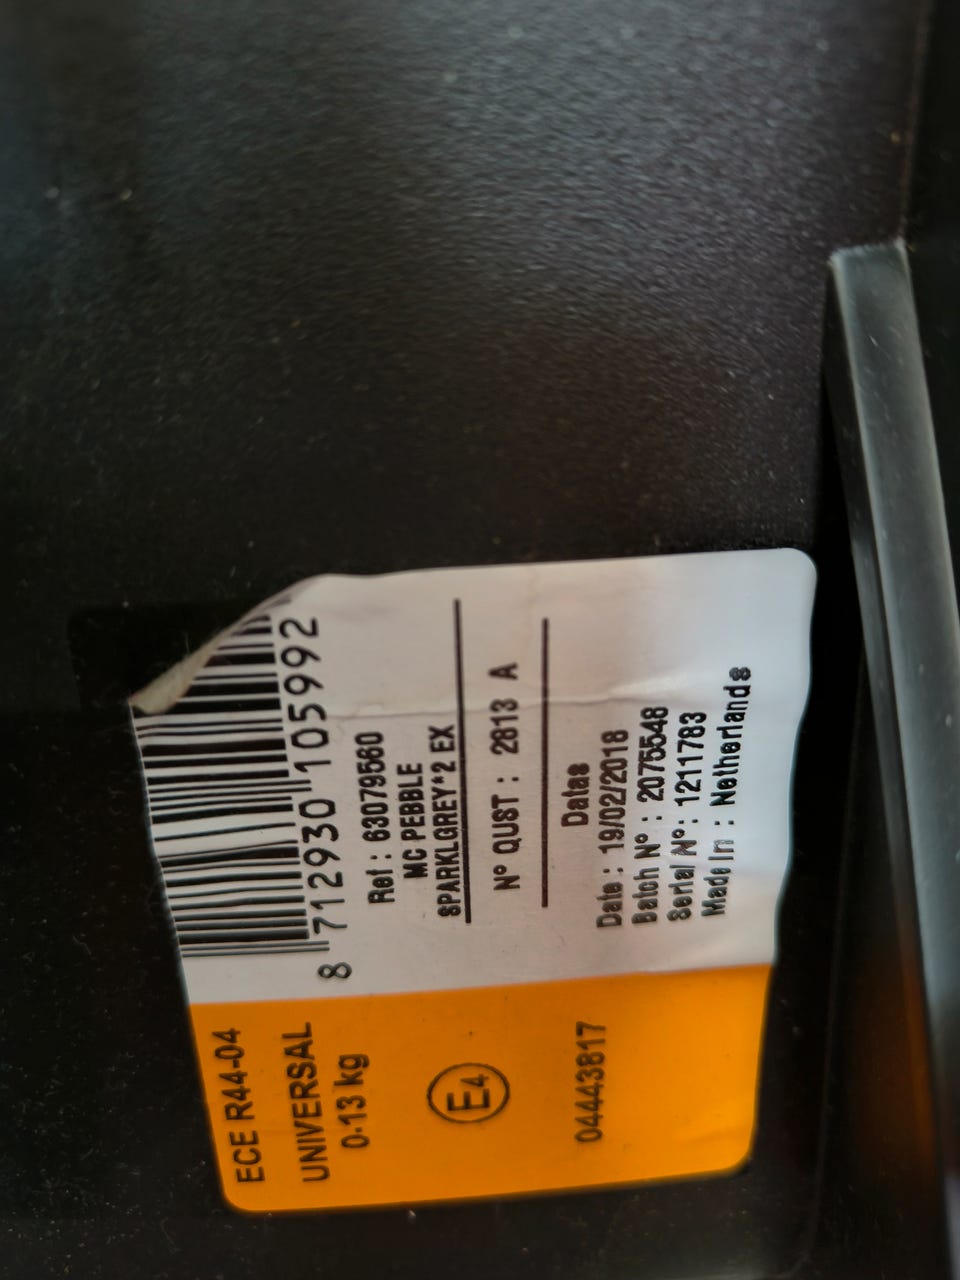 ECE R44-04
UNIVERSAL
0-13 kg
E4
04443817
8 712930 105992
Ref : 63079560
MC PEBBLE
SPARKLGREY*2 EX
N° QUST : 2813 A
Datas
Date : 19/02/2018
Batch N° : 2075548
Serial N° : 1211783
Made In : Netherlands